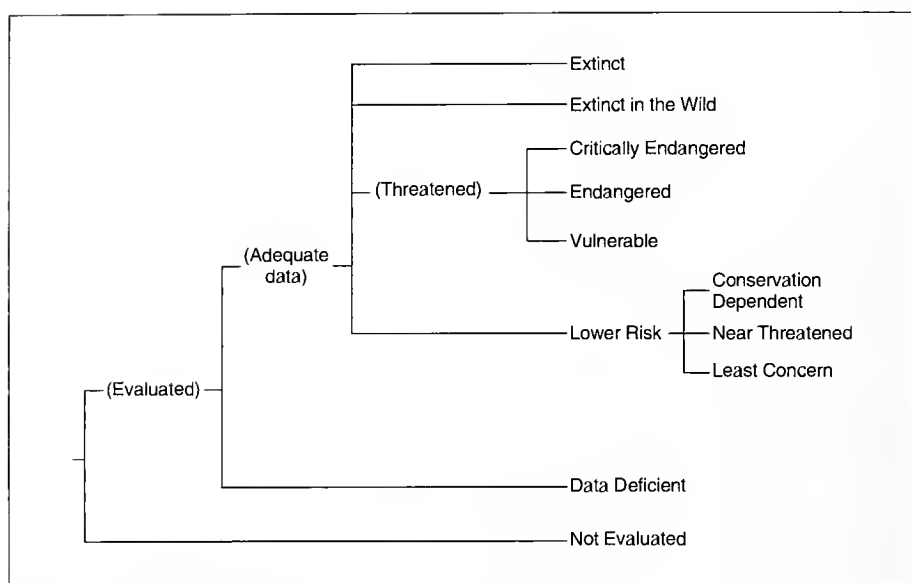 Extinct
Extinct in the Wild
Critically Endangered
(Threatened)
Endangered
Vulnerable
(Adequate
data)
Conservation
Dependent
Lower Risk
Near Threatened
Least Concern
(Evaluated)
Data Deficient
Not Evaluated